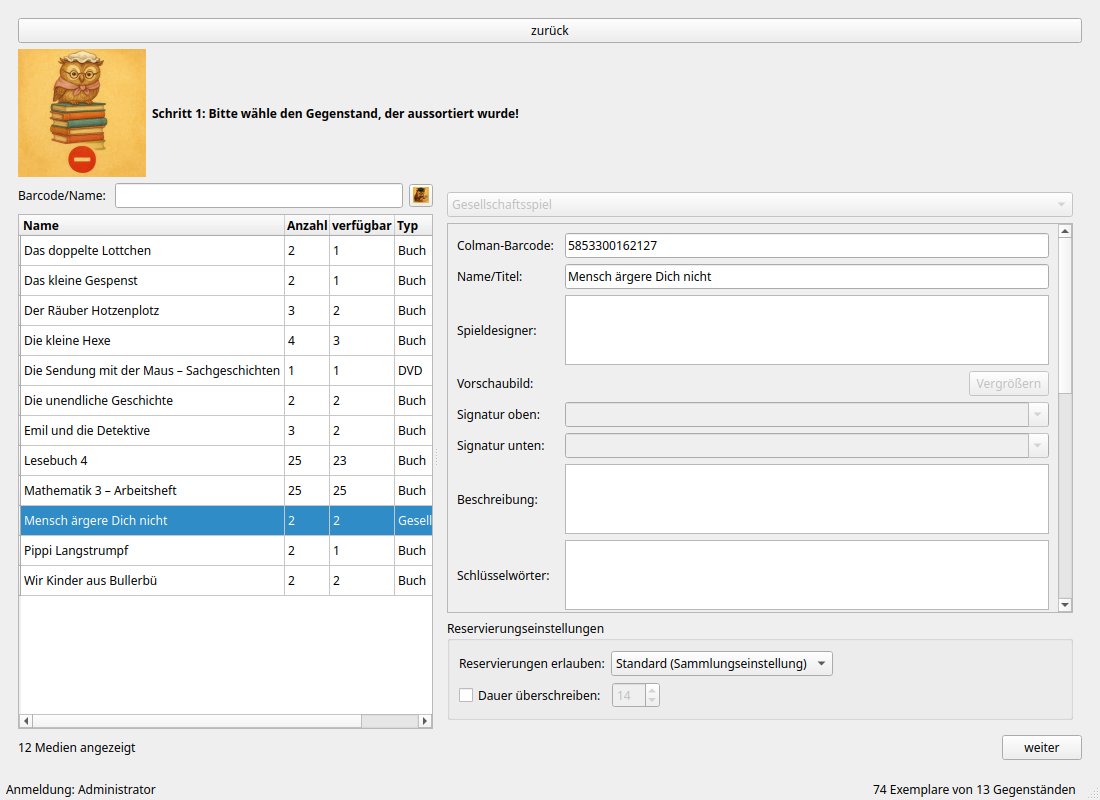 zurück
Schritt 1: Bitte wähle den Gegenstand, der aussortiert wurde!
Barcode/Name:
Name Anzahl verfügbar Typ
Das doppelte Lottchen 2 1 Buch
Das kleine Gespenst 2 1 Buch
Der Räuber Hotzenplotz 3 2 Buch
Die kleine Hexe 4 3 Buch
Die Sendung mit der Maus – Sachgeschichten 1 1 DVD
Die unendliche Geschichte 2 2 Buch
Emil und die Detektive 3 2 Buch
Lesebuch 4 25 23 Buch
Mathematik 3 – Arbeitsheft 25 25 Buch
Mensch ärgere Dich nicht 2 2 Gesell
Pippi Langstrumpf 2 1 Buch
Wir Kinder aus Bullerbü 2 2 Buch
12 Medien angezeigt
Gesellschaftsspiel
Colman-Barcode: 5853300162127
Name/Titel: Mensch ärgere Dich nicht
Spieldesigner:
Vorschaubild: Vergrößern
Signatur oben:
Signatur unten:
Beschreibung:
Schlüsselwörter:
Reservierungseinstellungen
Reservierungen erlauben: Standard (Sammlungseinstellung)
Dauer überschreiben: 14
weiter
Anmeldung: Administrator
74 Exemplare von 13 Gegenständen